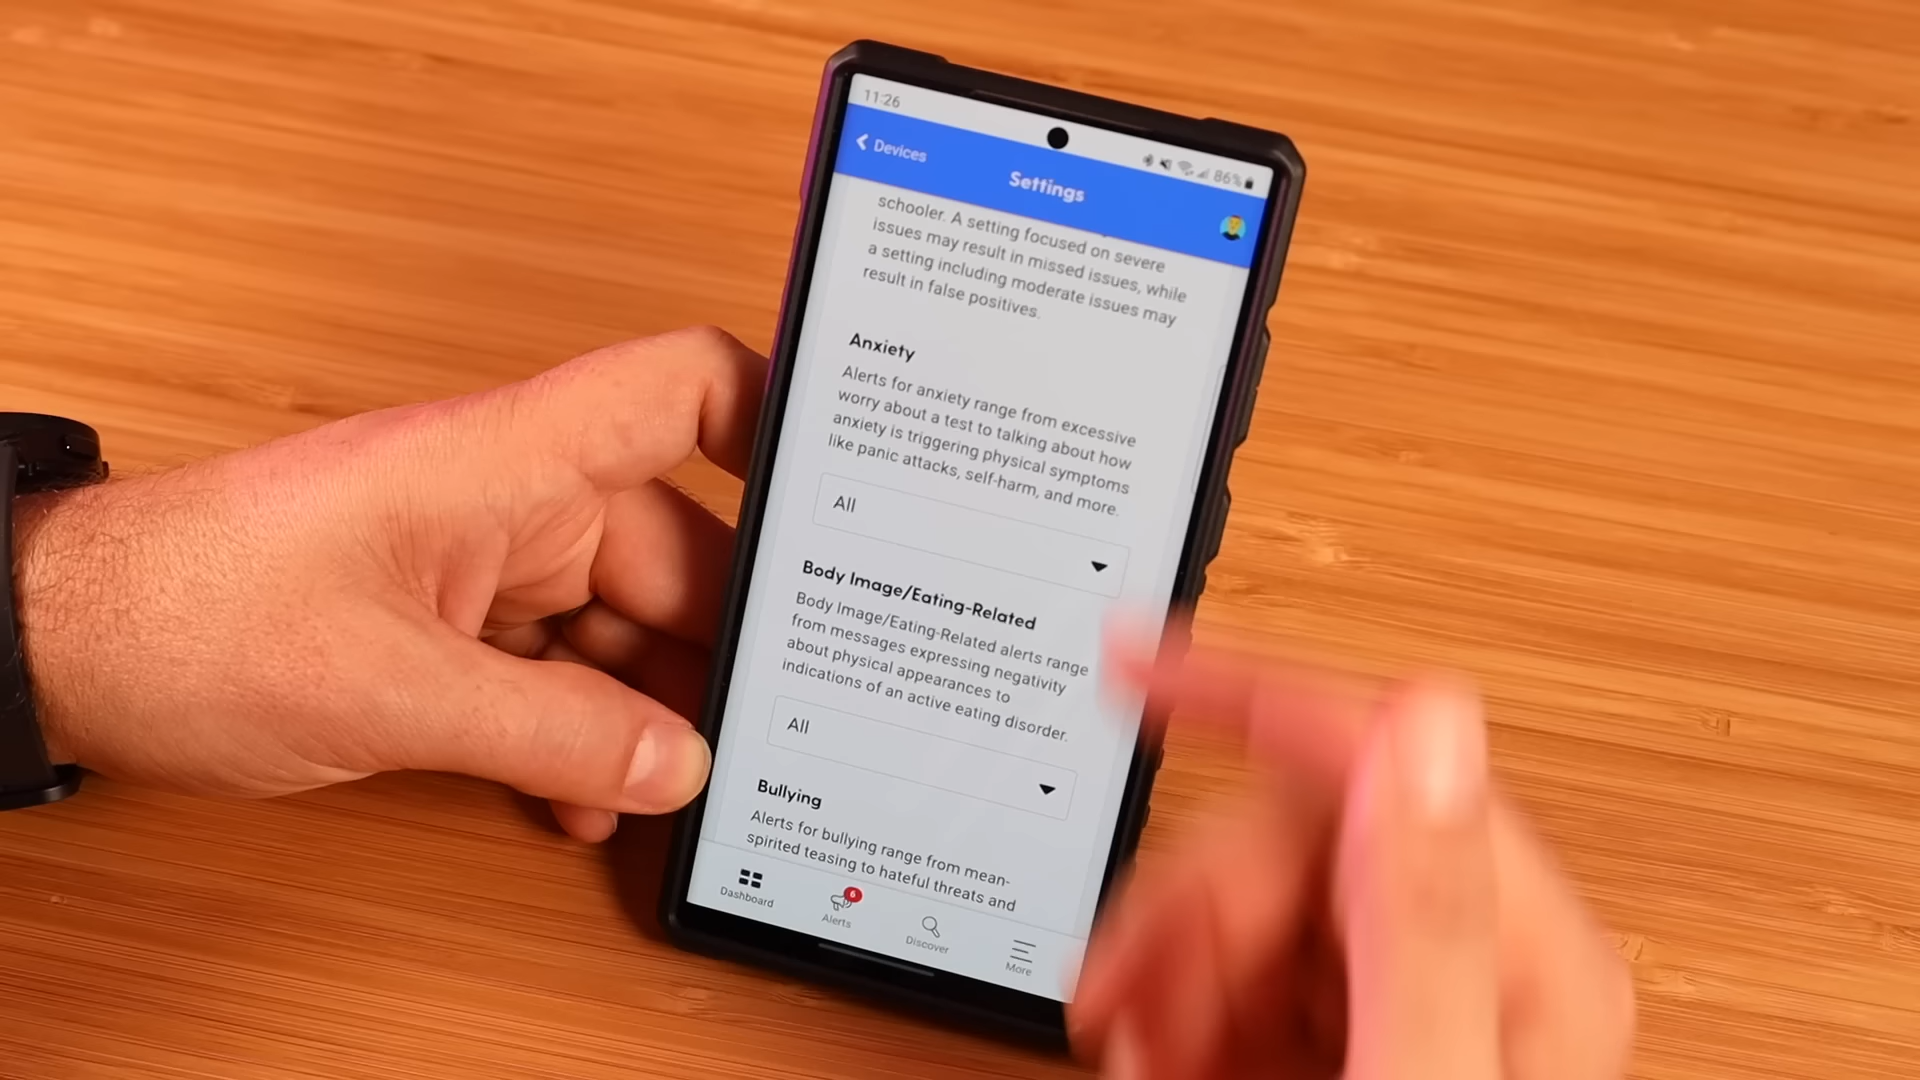 11:26
86%
Devices
Settings
schooler. A setting focused on severe
issues may result in missed issues, while
a setting including moderate issues may
result in false positives.
Anxiety
Alerts for anxiety range from excessive
worry about a test to talking about how
anxiety is triggering physical symptoms
like panic attacks, self-harm, and more.
All
Body Image/Eating-Related
Body Image/Eating-Related alerts range
from messages expressing negativity
about physical appearances to
indications of an active eating disorder.
All
Bullying
Alerts for bullying range from mean-
spirited teasing to hateful threats and
Dashboard
6
Alerts
Discover
More